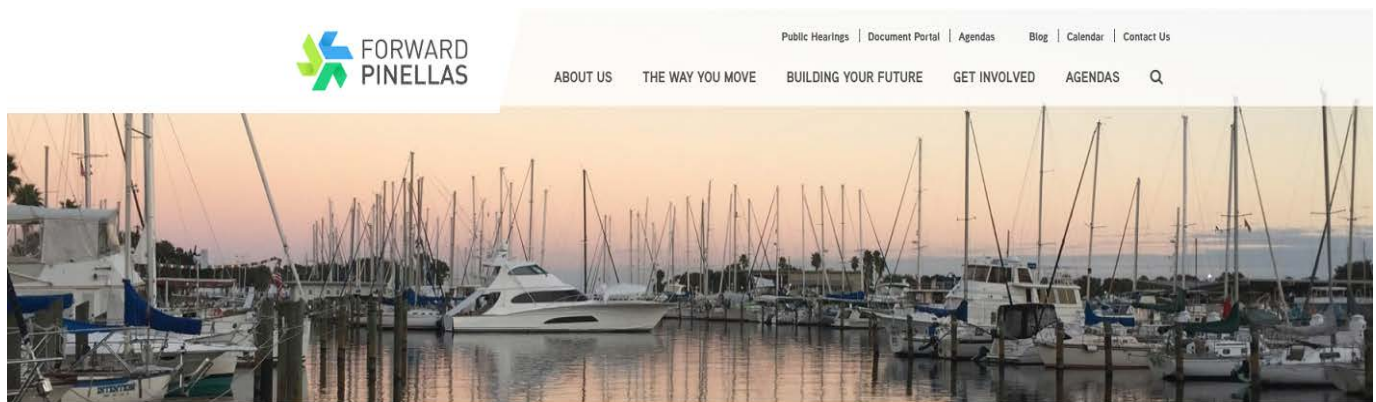 FORWARD
PINELLAS
Public Hearings | Document Portal | Agendas Blog | Calendar | Contact Us
ABOUT US THE WAY YOU MOVE BUILDING YOUR FUTURE GET INVOLVED AGENDAS